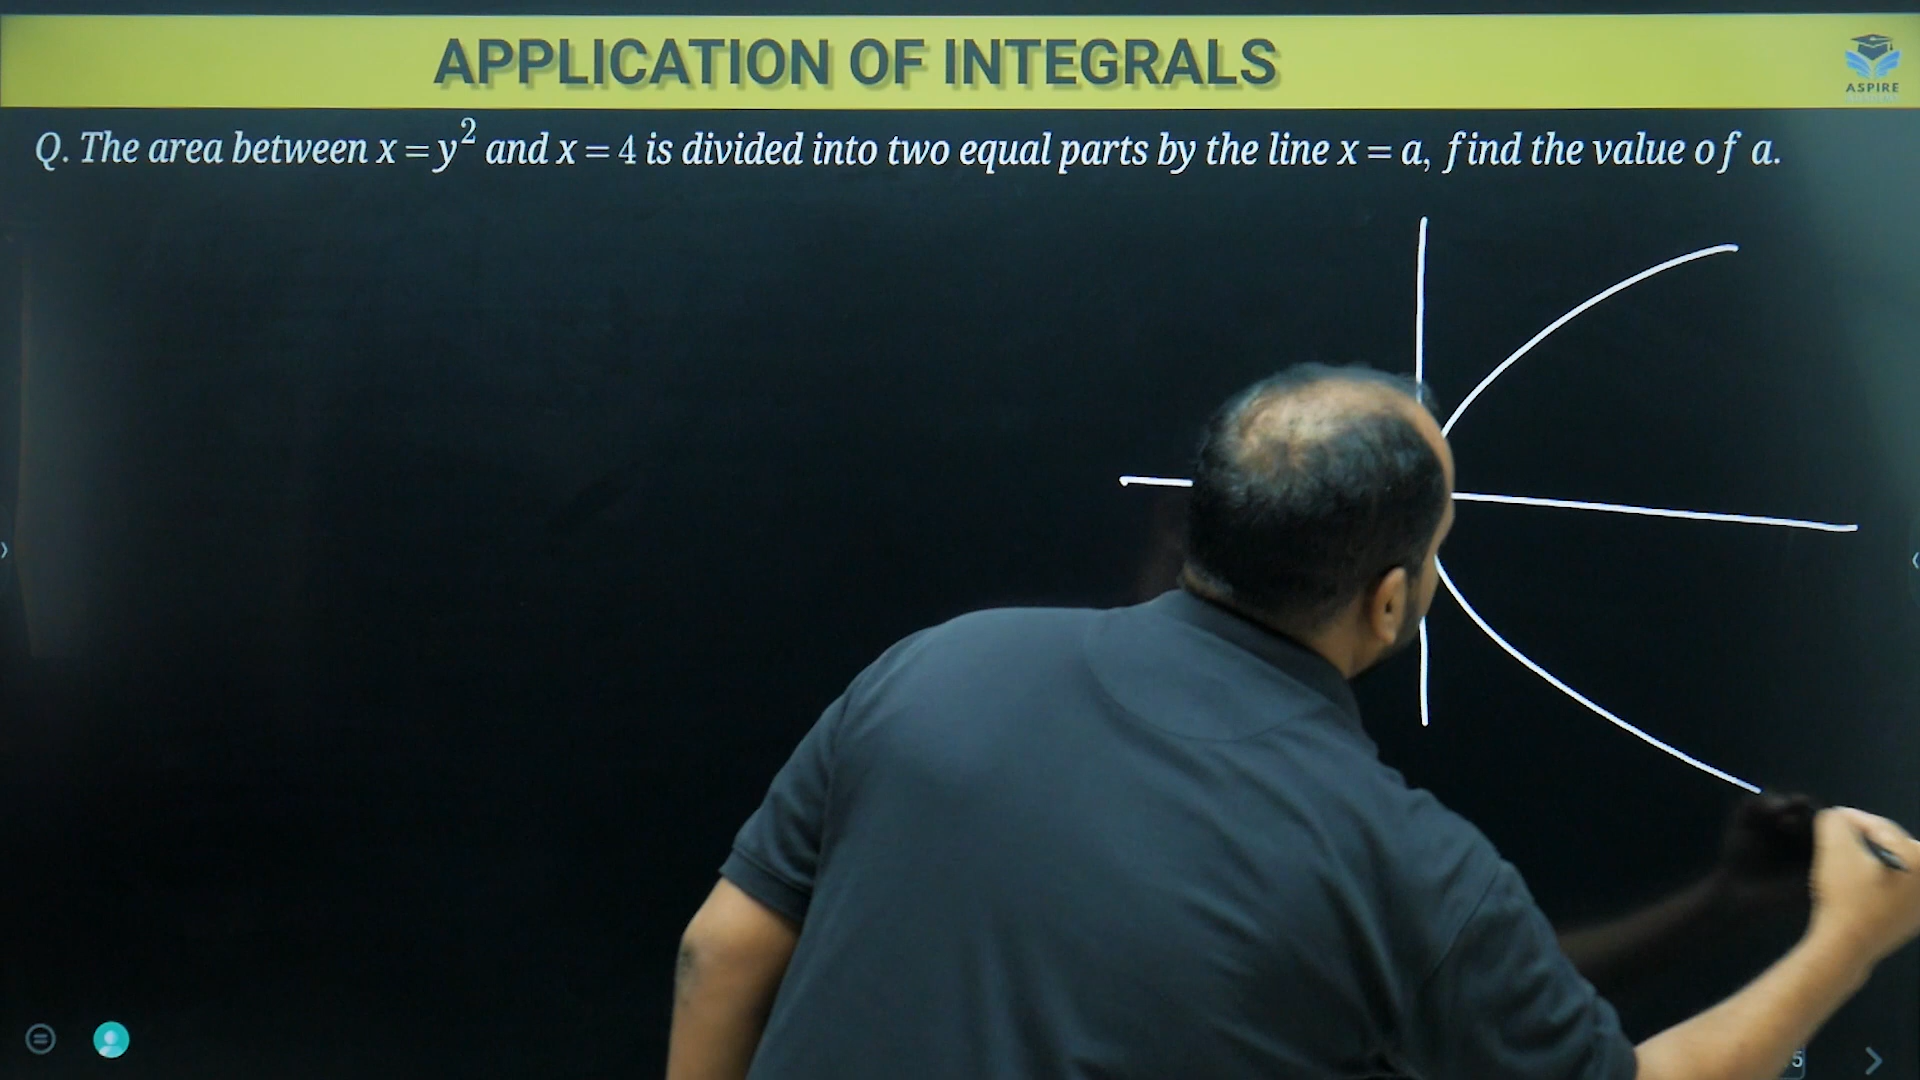 APPLICATION OF INTEGRALS
ASPIRE
Q. The area between x = y² and x = 4 is divided into two equal parts by the line x = a, find the value of a.
5